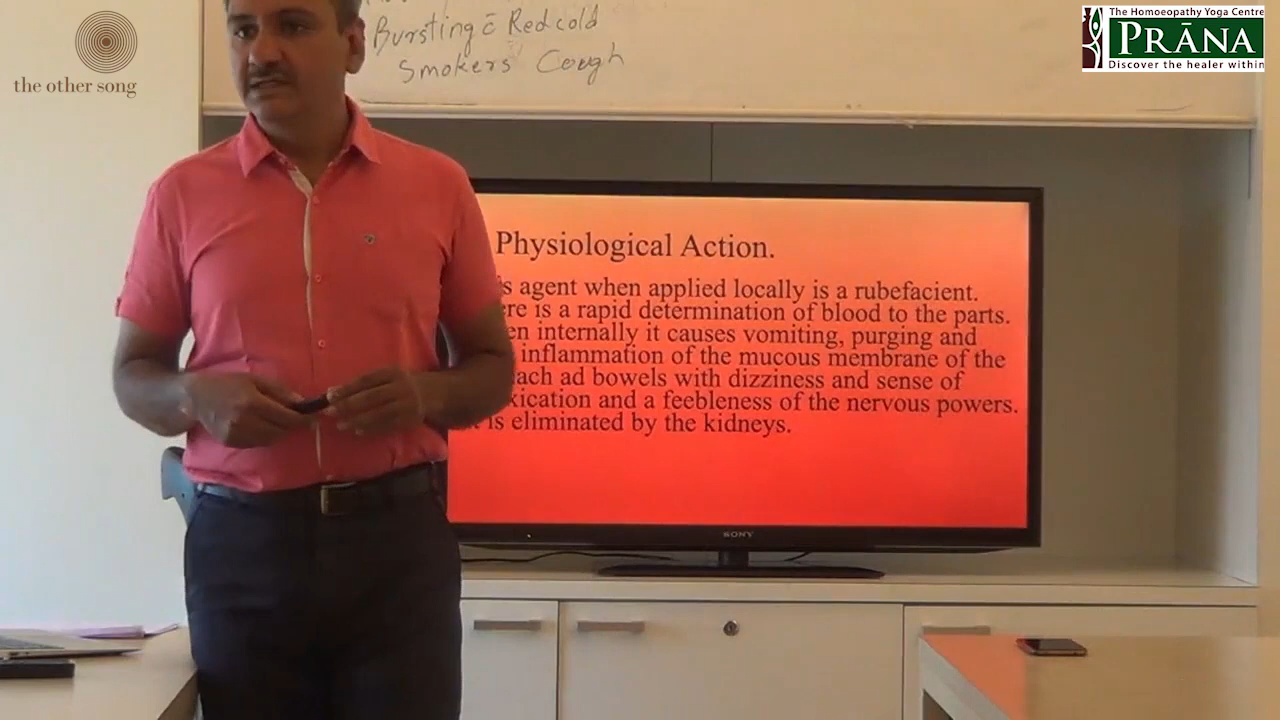 the other song
Bursting c̄ Red cold
Smokers' Cough
The Homoeopathy Yoga Centre
PRĀNA
Discover the healer within
Physiological Action.
agent when applied locally is a rubefacient.
is a rapid determination of blood to the parts.
internally it causes vomiting, purging and
inflammation of the mucous membrane of the
ad bowels with dizziness and sense of
and a feebleness of the nervous powers.
is eliminated by the kidneys.
SONY